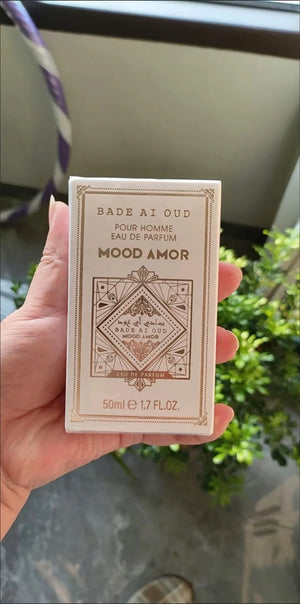 BADE AI OUD
POUR HOMME
EAU DE PARFUM
MOOD AMOR
BADE AI OUD
MOOD AMOR
EAU DE PARFUM
50ml ℮ 1.7 FL.OZ.